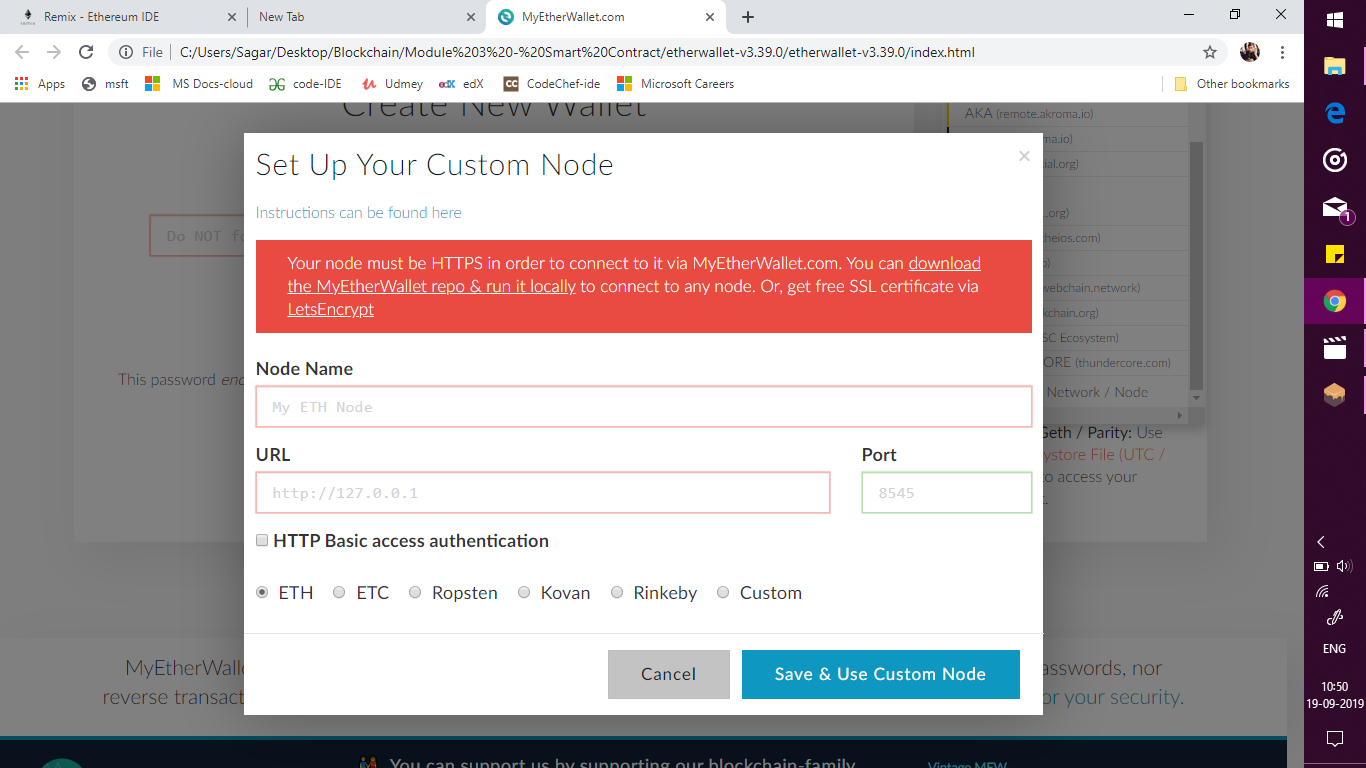 Remix - Ethereum IDE
New Tab
MyEtherWallet.com
File
C:/Users/Sagar/Desktop/Blockchain/Module%203%20-%20Smart%20Contract/etherwallet-v3.39.0/etherwallet-v3.39.0/index.html
Apps
msft
MS Docs-cloud
code-IDE
Udmey
edX
CodeChef-ide
Microsoft Careers
Other bookmarks
Create New Wallet
AKA (remote.akroma.io)
ma.io)
ial.org)
.org)
heios.com)
o)
webchain.network)
kchain.org)
SC Ecosystem)
ORE (thundercore.com)
Network / Node
Set Up Your Custom Node
Instructions can be found here
Do NOT fo
Your node must be HTTPS in order to connect to it via MyEtherWallet.com. You can download
the MyEtherWallet repo & run it locally to connect to any node. Or, get free SSL certificate via
LetsEncrypt
This password enc
Node Name
My ETH Node
Geth / Parity: Use
ystore File (UTC /
to access your
t.
URL
Port
http://127.0.0.1
8545
HTTP Basic access authentication
ETH
ETC
Ropsten
Kovan
Rinkeby
Custom
Cancel
Save & Use Custom Node
MyEtherWalle
asswords, nor
reverse transact
or your security.
You can support us by supporting our blockchain-family.
Vintage MEW
1
ENG
10:50
19-09-2019